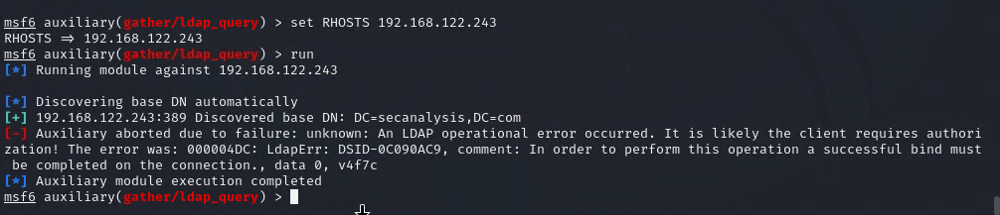 msf6 auxiliary(gather/ldap_query) > set RHOSTS 192.168.122.243
RHOSTS => 192.168.122.243
msf6 auxiliary(gather/ldap_query) > run
[*] Running module against 192.168.122.243
[*] Discovering base DN automatically
[+] 192.168.122.243:389 Discovered base DN: DC=secanalysis,DC=com
[-] Auxiliary aborted due to failure: unknown: An LDAP operational error occurred. It is likely the client requires authori
zation! The error was: 000004DC: LdapErr: DSID-0C090AC9, comment: In order to perform this operation a successful bind must
be completed on the connection., data 0, v4f7c
[*] Auxiliary module execution completed
msf6 auxiliary(gather/ldap_query) >